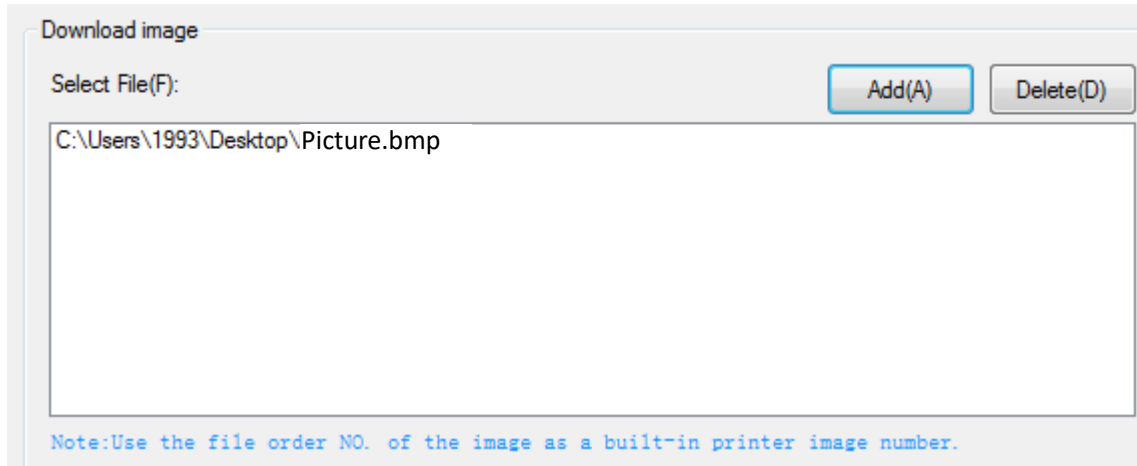 Download image
Select File(F):
Add(A)
Delete(D)
C:\Users\1993\Desktop\Picture.bmp
Note:Use the file order NO. of the image as a built-in printer image number.